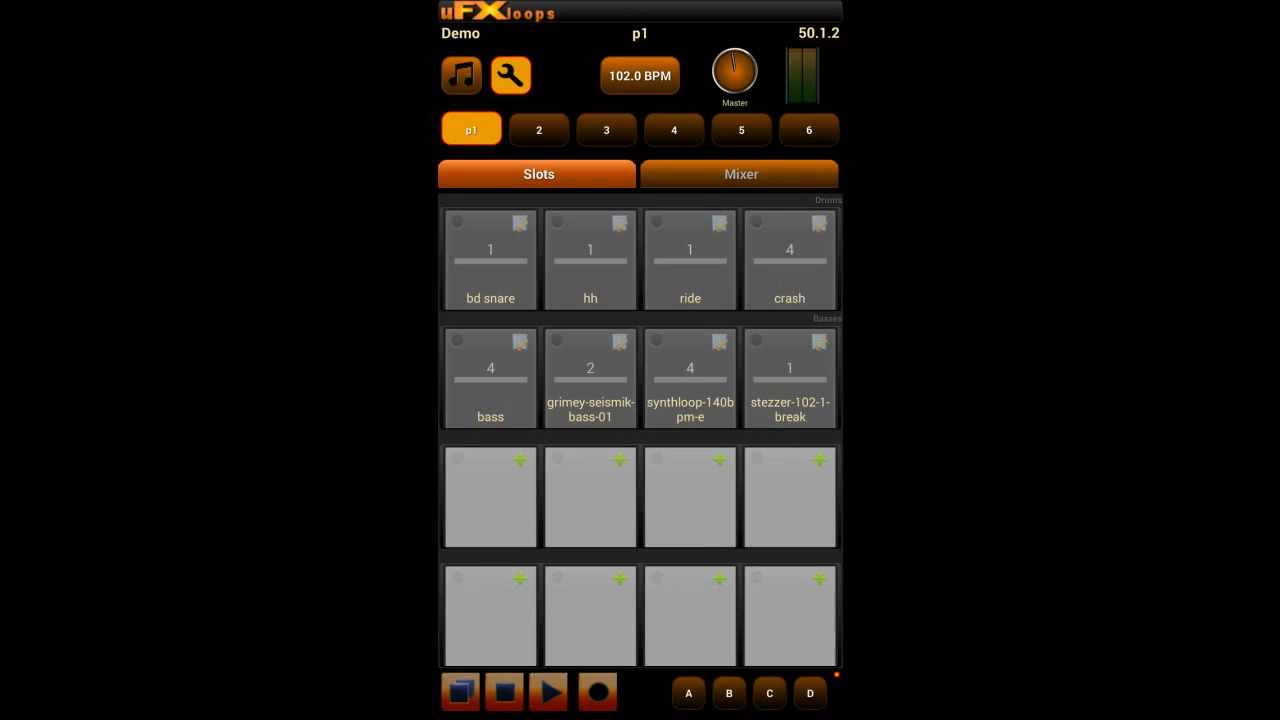 uFXloops
Demo p1 50.1.2
102.0 BPM
Master
p1 2 3 4 5 6
Slots Mixer
Drums
1 1 1 4
bd snare hh ride crash
Basses
4 2 4 1
bass
grimey-seismik-
bass-01
synthloop-140b
pm-e
stezzer-102-1-
break
A B C D